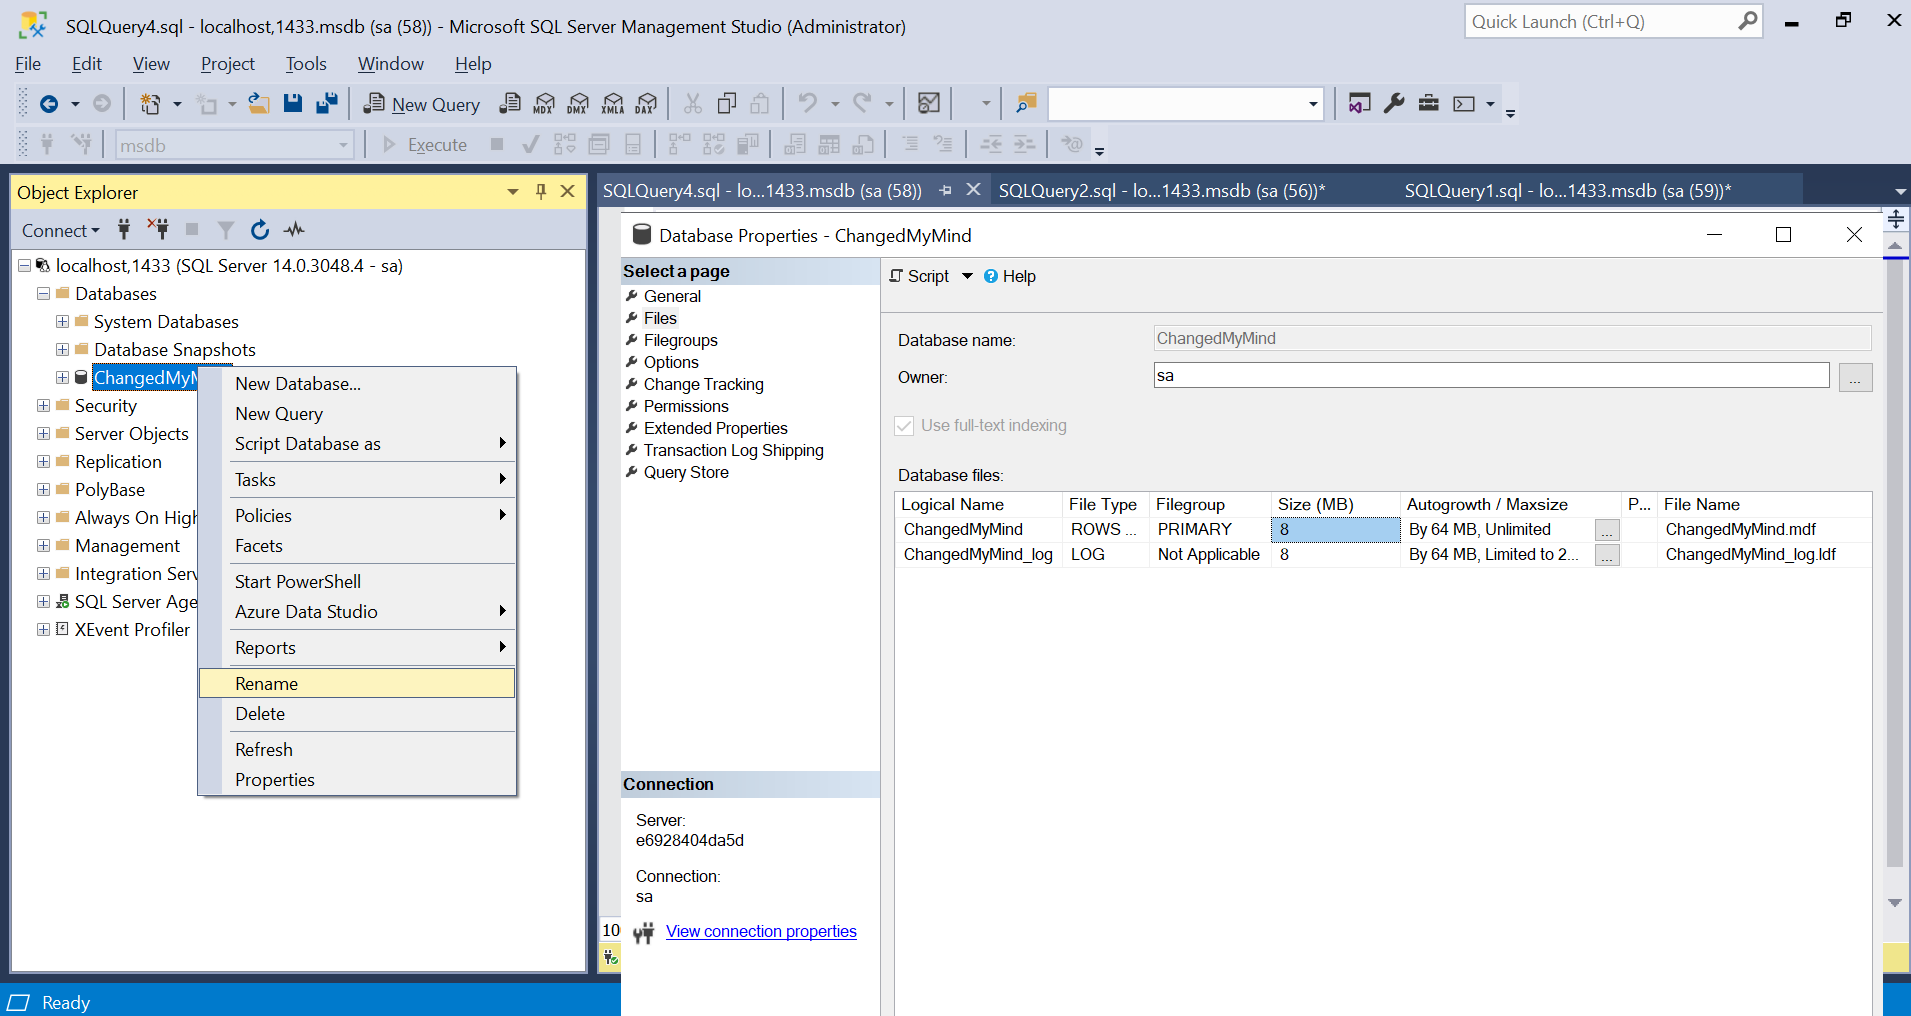 SQLQuery4.sql - localhost,1433.msdb (sa (58)) - Microsoft SQL Server Management Studio (Administrator)
Quick Launch (Ctrl+Q)
File Edit View Project Tools Window Help
New Query MDX DMX XMLA DAX
msdb Execute
Object Explorer
SQLQuery4.sql - lo...1433.msdb (sa (58)) SQLQuery2.sql - lo...1433.msdb (sa (56))* SQLQuery1.sql - lo...1433.msdb (sa (59))*
Connect
localhost,1433 (SQL Server 14.0.3048.4 - sa)
Databases
System Databases
Database Snapshots
ChangedMyM
Security
Server Objects
Replication
PolyBase
Always On High
Management
Integration Serv
SQL Server Age
XEvent Profiler
New Database...
New Query
Script Database as
Tasks
Policies
Facets
Start PowerShell
Azure Data Studio
Reports
Rename
Delete
Refresh
Properties
Database Properties - ChangedMyMind
Select a page
General
Files
Filegroups
Options
Change Tracking
Permissions
Extended Properties
Transaction Log Shipping
Query Store
Connection
Server:
e6928404da5d
Connection:
sa
View connection properties
Script Help
Database name: ChangedMyMind
Owner: sa ...
Use full-text indexing
Database files:
Logical Name File Type Filegroup Size (MB) Autogrowth / Maxsize P... File Name
ChangedMyMind ROWS ... PRIMARY 8 By 64 MB, Unlimited ... ChangedMyMind.mdf
ChangedMyMind_log LOG Not Applicable 8 By 64 MB, Limited to 2... ... ChangedMyMind_log.ldf
10
Ready